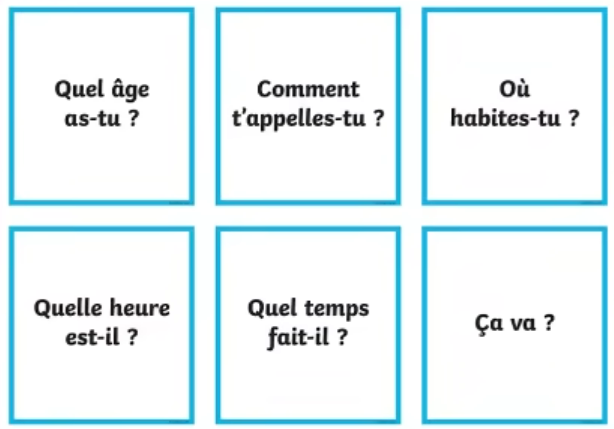 Quel âge
as-tu ?
Comment
t'appelles-tu ?
Où
habites-tu ?
Quelle heure
est-il ?
Quel temps
fait-il ?
Ça va ?